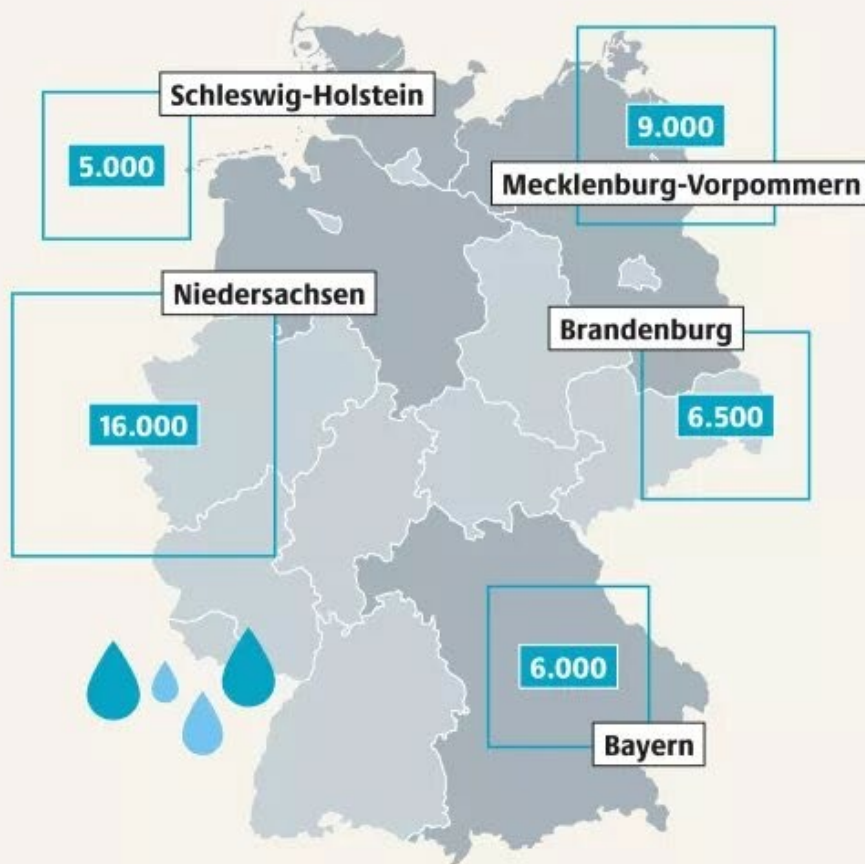 Schleswig-Holstein
5.000
9.000
Mecklenburg-Vorpommern
Niedersachsen
16.000
Brandenburg
6.500
6.000
Bayern